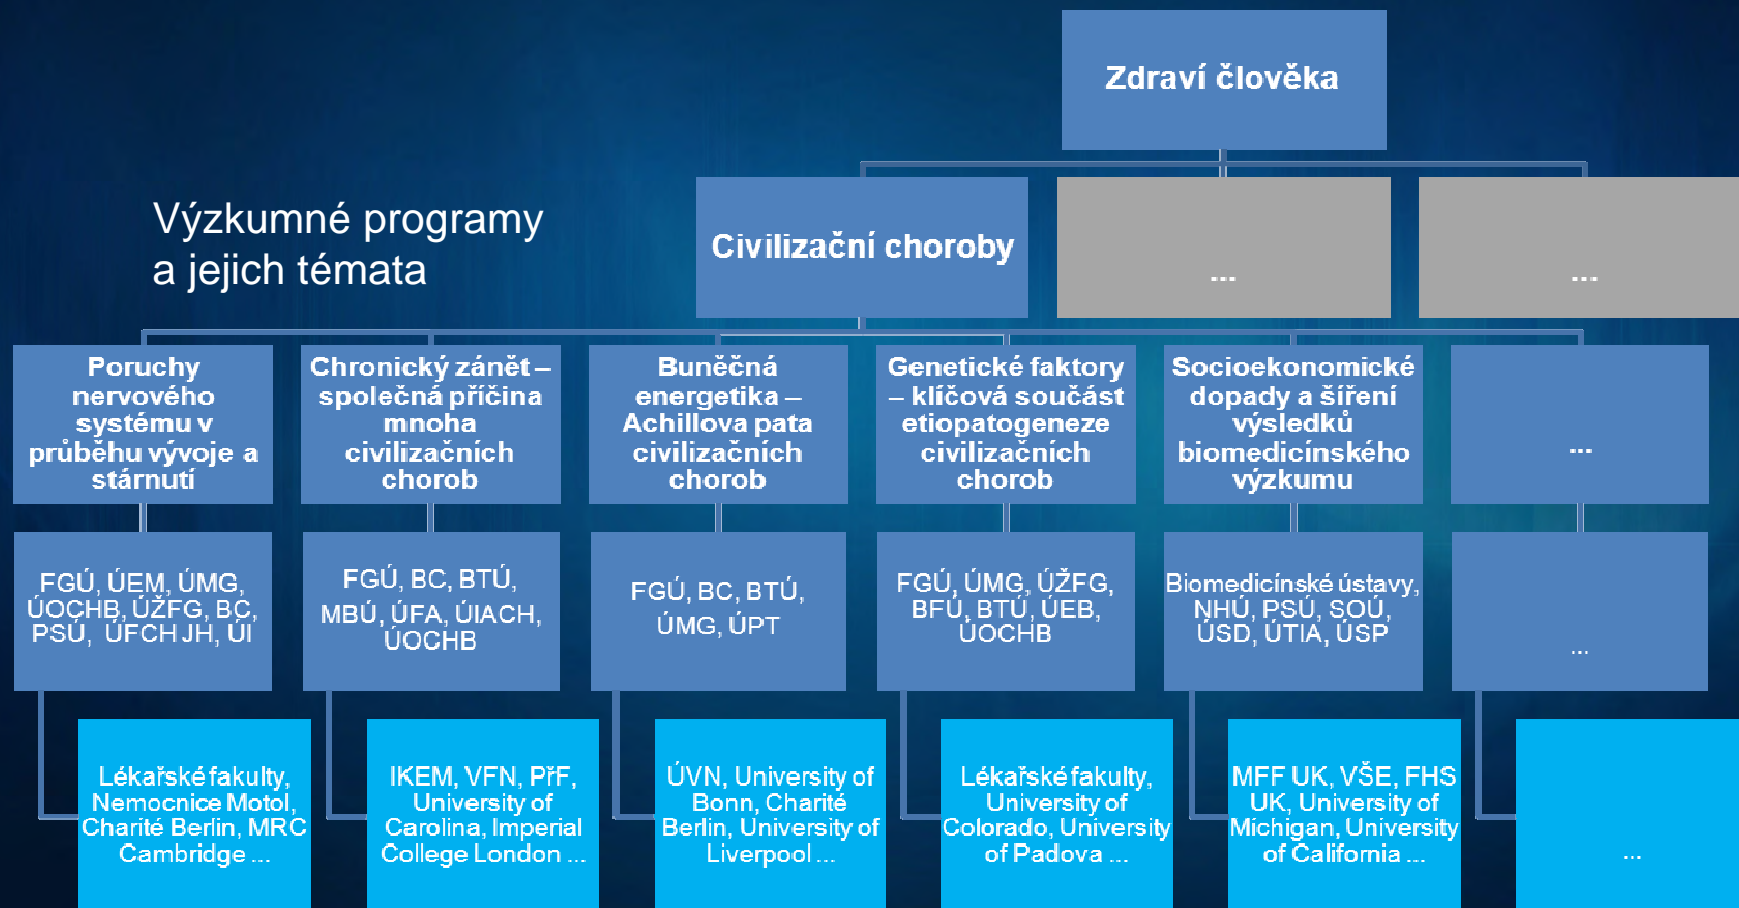 Zdraví člověka
Výzkumné programy
a jejich témata
Civilizační choroby
...
...
Poruchy
nervového
systému v
průběhu vývoje a
stárnutí
Chronický zánět –
společná příčina
mnoha
civilizačních
chorob
Buněčná
energetika –
Achillova pata
civilizačních
chorob
Genetické faktory
– klíčová součást
etiopatogeneze
civilizačních
chorob
Socioekonomické
dopady a šíření
výsledků
biomedicínského
výzkumu
...
FGÚ, ÚEM, ÚMG,
ÚOCHB, ÚŽFG, BC,
PSÚ, ÚFCH JH, ÚI
FGÚ, BC, BTÚ,
MBÚ, ÚFA, ÚIACH,
ÚOCHB
FGÚ, BC, BTÚ,
ÚMG, ÚPT
FGÚ, ÚMG, ÚŽFG,
BFÚ, BTÚ, ÚEB,
ÚOCHB
Biomedicínské ústavy,
NHÚ, PSÚ, SOÚ,
ÚSD, ÚTIA, ÚSP
...
Lékařské fakulty,
Nemocnice Motol,
Charité Berlin, MRC
Cambridge ...
IKEM, VFN, PřF,
University of
Carolina, Imperial
College London ...
ÚVN, University of
Bonn, Charité
Berlin, University of
Liverpool ...
Lékařské fakulty,
University of
Colorado, University
of Padova ...
MFF UK, VŠE, FHS
UK, University of
Michigan, University
of California ...
...